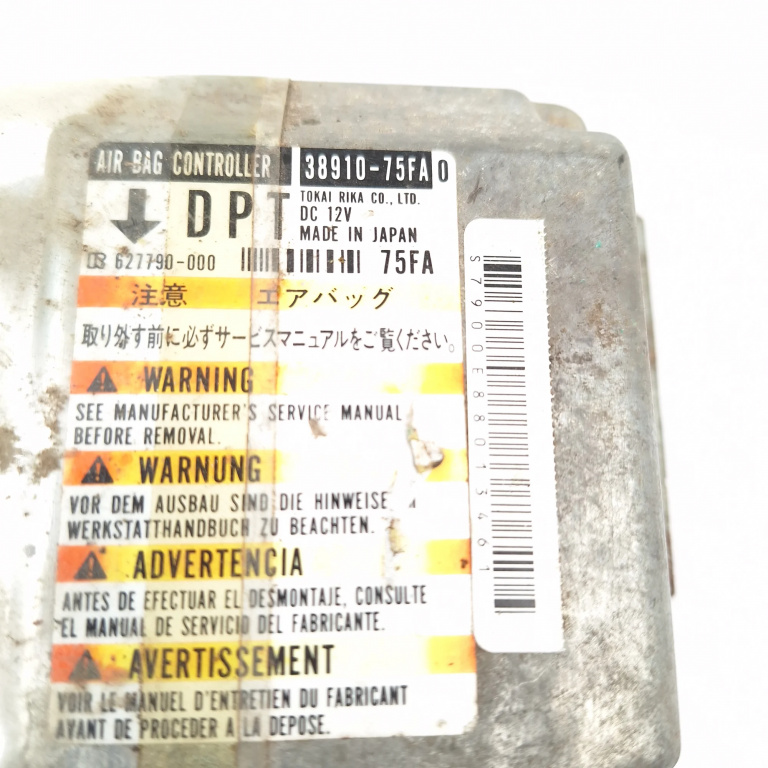 AIR BAG CONTROLLER 38910-75FA0
DPT
TOKAI RIKA CO., LTD.
DC 12V
MADE IN JAPAN
627790-000 75FA
注意 エアバッグ
取り外す前に必ずサービスマニュアルをご覧ください。
WARNING
SEE MANUFACTURER'S SERVICE MANUAL
BEFORE REMOVAL.
WARNUNG
VOR DEM AUSBAU SIND DIE HINWEISE
WERKSTATTHANDBUCH ZU BEACHTEN.
ADVERTENCIA
ANTES DE EFECTUAR EL DESMONTAJE, CONSULTE
EL MANUAL DE SERVICIO DEL FABRICANTE.
AVERTISSEMENT
VOIR LE MANUEL D'ENTRETIEN DU FABRICANT
AVANT DE PROCEDER A LA DEPOSE.
S7900E88013461